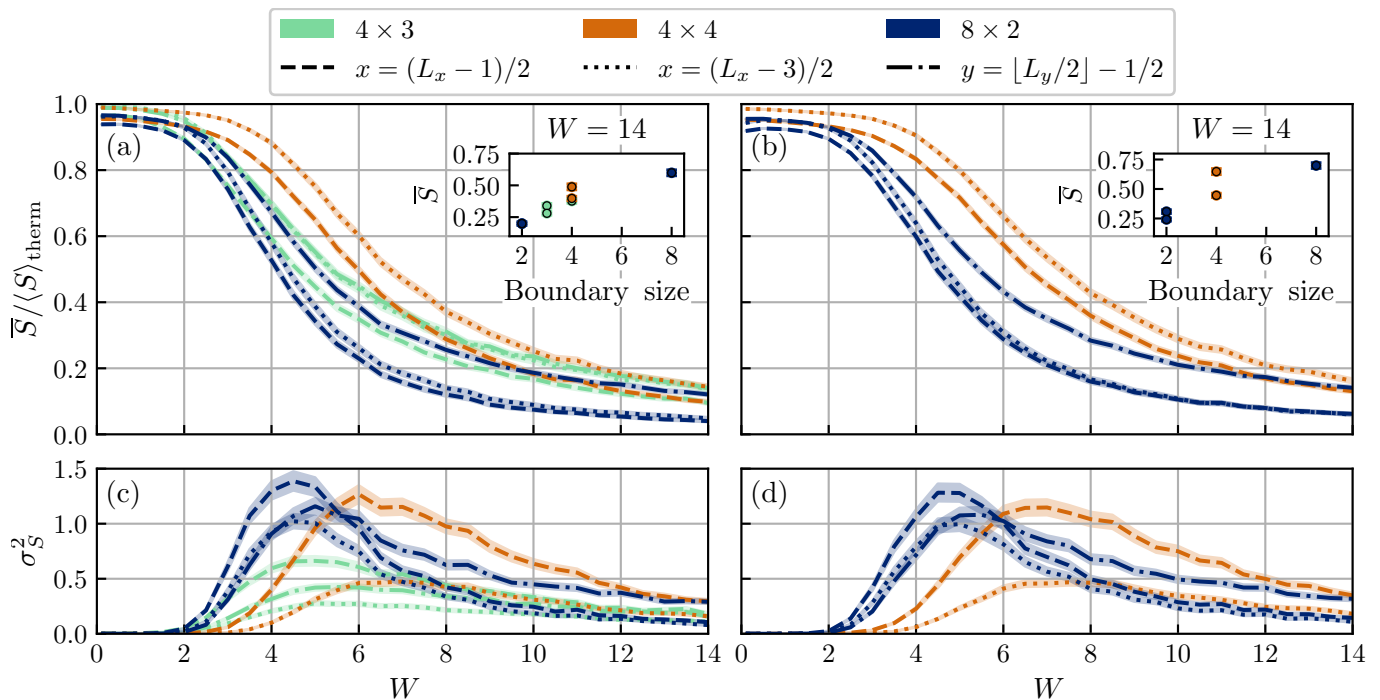 4 × 3 4 × 4 8 × 2
x = (Lₓ − 1)/2 x = (Lₓ − 3)/2 y = ⌊L_y/2⌋ − 1/2
1.0
0.8
0.6
0.4
0.2
0.0
S̅/⟨S⟩therm
(a)
W = 14
0.75
0.50
0.25
S̅
2 4 6 8
Boundary size
(b)
W = 14
0.75
0.50
0.25
S̅
2 4 6 8
Boundary size
1.5
1.0
0.5
0.0
σ²_S
(c)
0 2 4 6 8 10 12 14
W
(d)
0 2 4 6 8 10 12 14
W